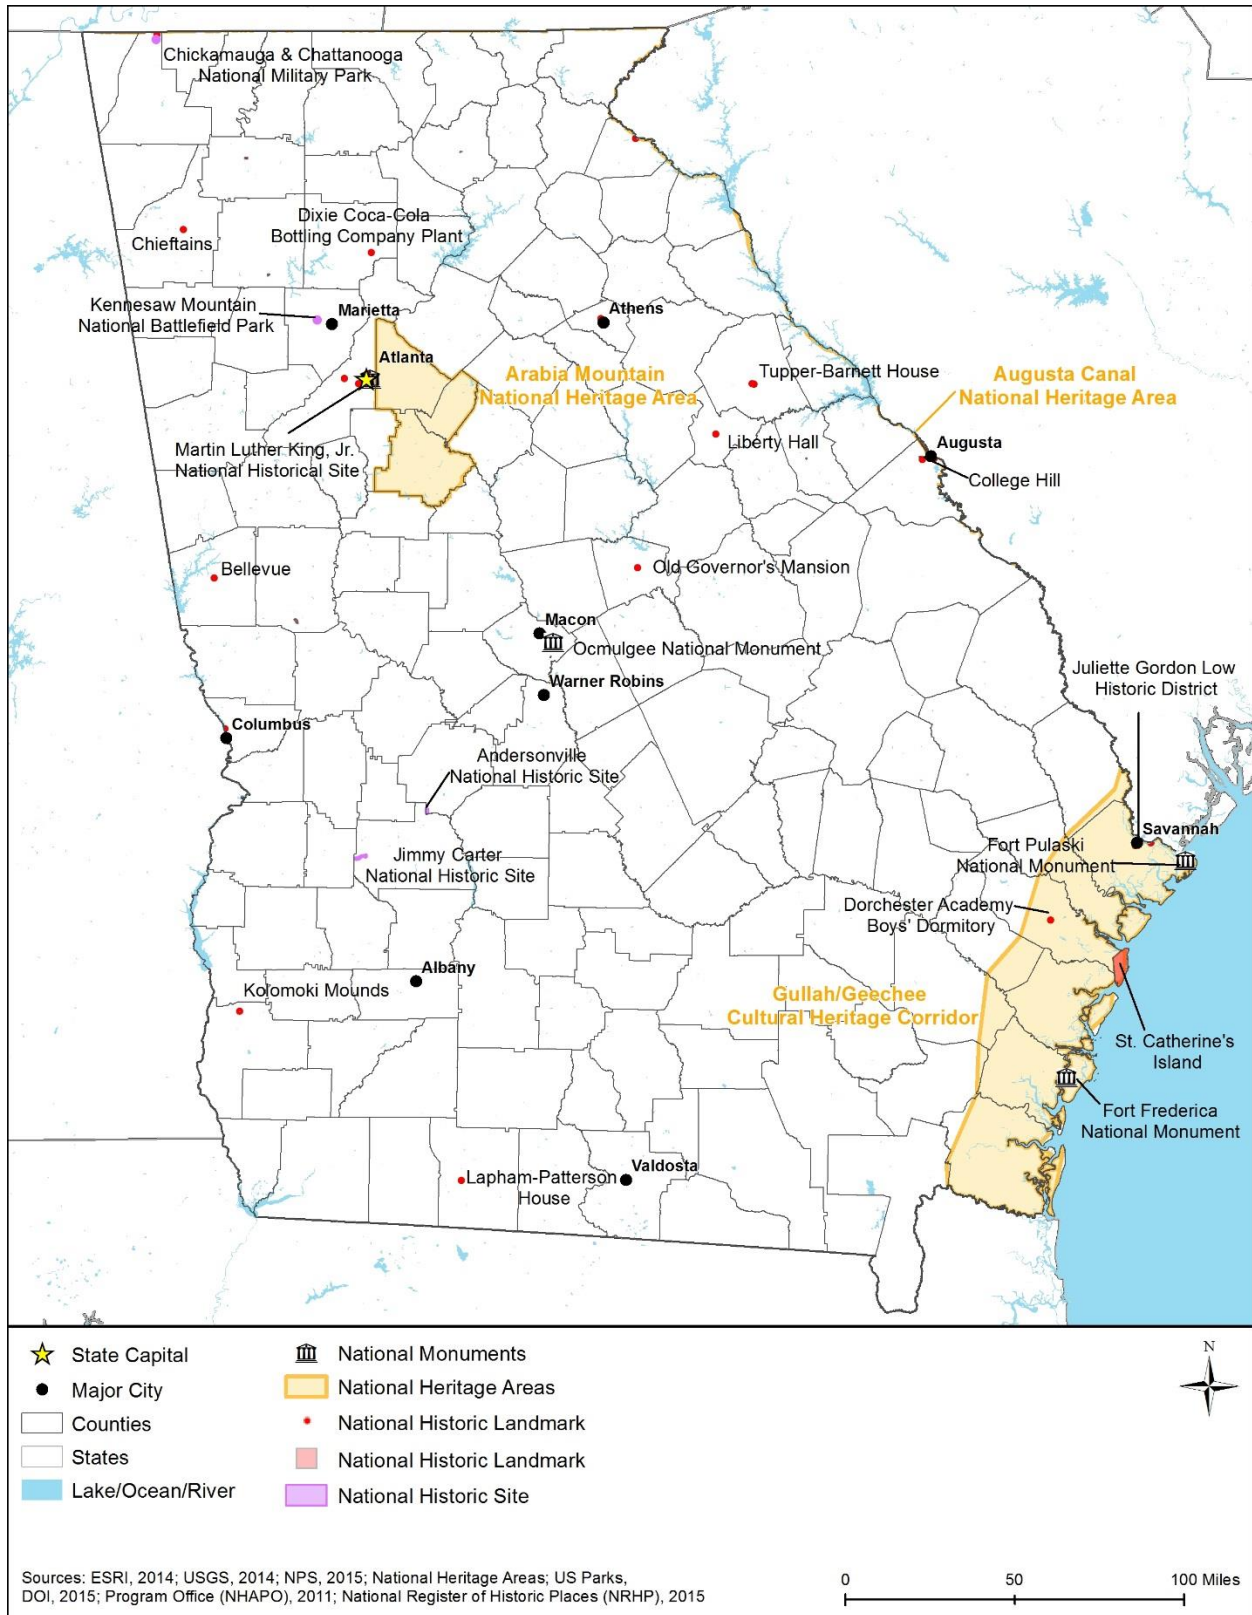 Chickamauga & Chattanooga
National Military Park
Dixie Coca-Cola
Bottling Company Plant
Chieftains
Kennesaw Mountain
National Battlefield Park
Marietta
Athens
Atlanta
Arabia Mountain
National Heritage Area
Tupper-Barnett House
Augusta Canal
National Heritage Area
Martin Luther King, Jr.
National Historical Site
Liberty Hall
Augusta
College Hill
Bellevue
Old Governor's Mansion
Macon
Ocmulgee National Monument
Warner Robins
Juliette Gordon Low
Historic District
Columbus
Andersonville
National Historic Site
Savannah
Fort Pulaski
National Monument
Jimmy Carter
National Historic Site
Dorchester Academy
Boys' Dormitory
Albany
Kolomoki Mounds
Gullah/Geechee
Cultural Heritage Corridor
St. Catherine's
Island
Fort Frederica
National Monument
Valdosta
Lapham-Patterson
House
State Capital
Major City
Counties
States
Lake/Ocean/River
National Monuments
National Heritage Areas
National Historic Landmark
National Historic Landmark
National Historic Site
N
Sources: ESRI, 2014; USGS, 2014; NPS, 2015; National Heritage Areas; US Parks,
DOI, 2015; Program Office (NHAPO), 2011; National Register of Historic Places (NRHP), 2015
0 50 100 Miles